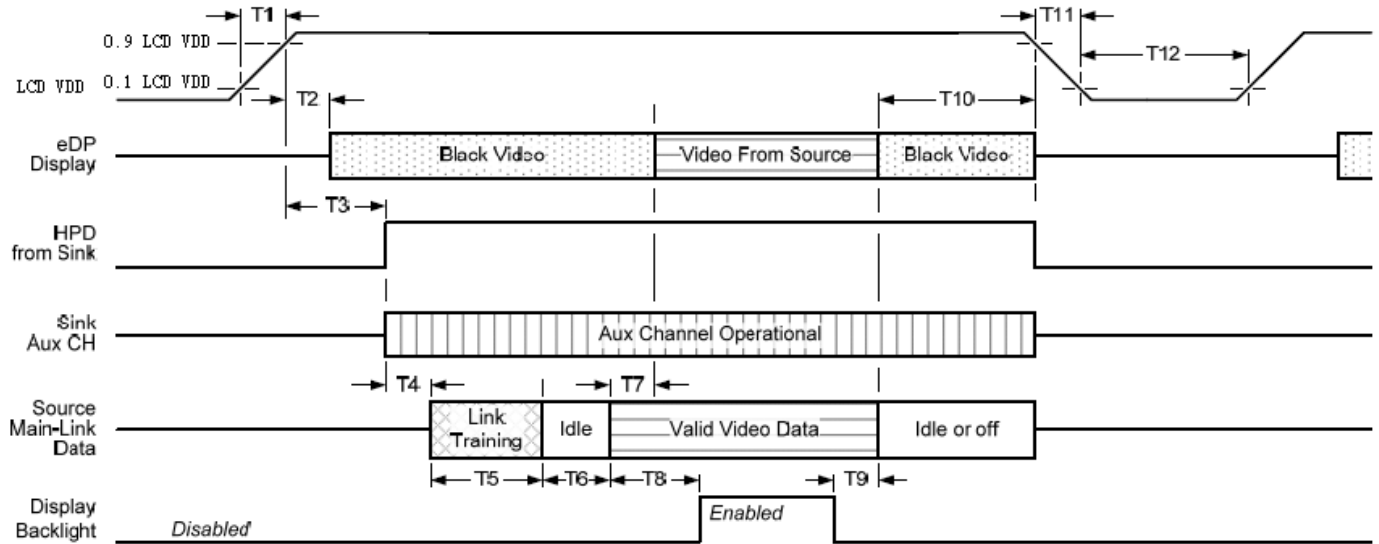 T1
T11
0.9 LCD VDD
T12
LCD VDD
0.1 LCD VDD
T2
T10
eDP
Display
Black Video
Video From Source
Black Video
T3
HPD
from Sink
Sink
Aux CH
Aux Channel Operational
T4
T7
Source
Main-Link
Data
Link
Training
Idle
Valid Video Data
Idle or off
T5
T6
T8
T9
Display
Backlight
Disabled
Enabled